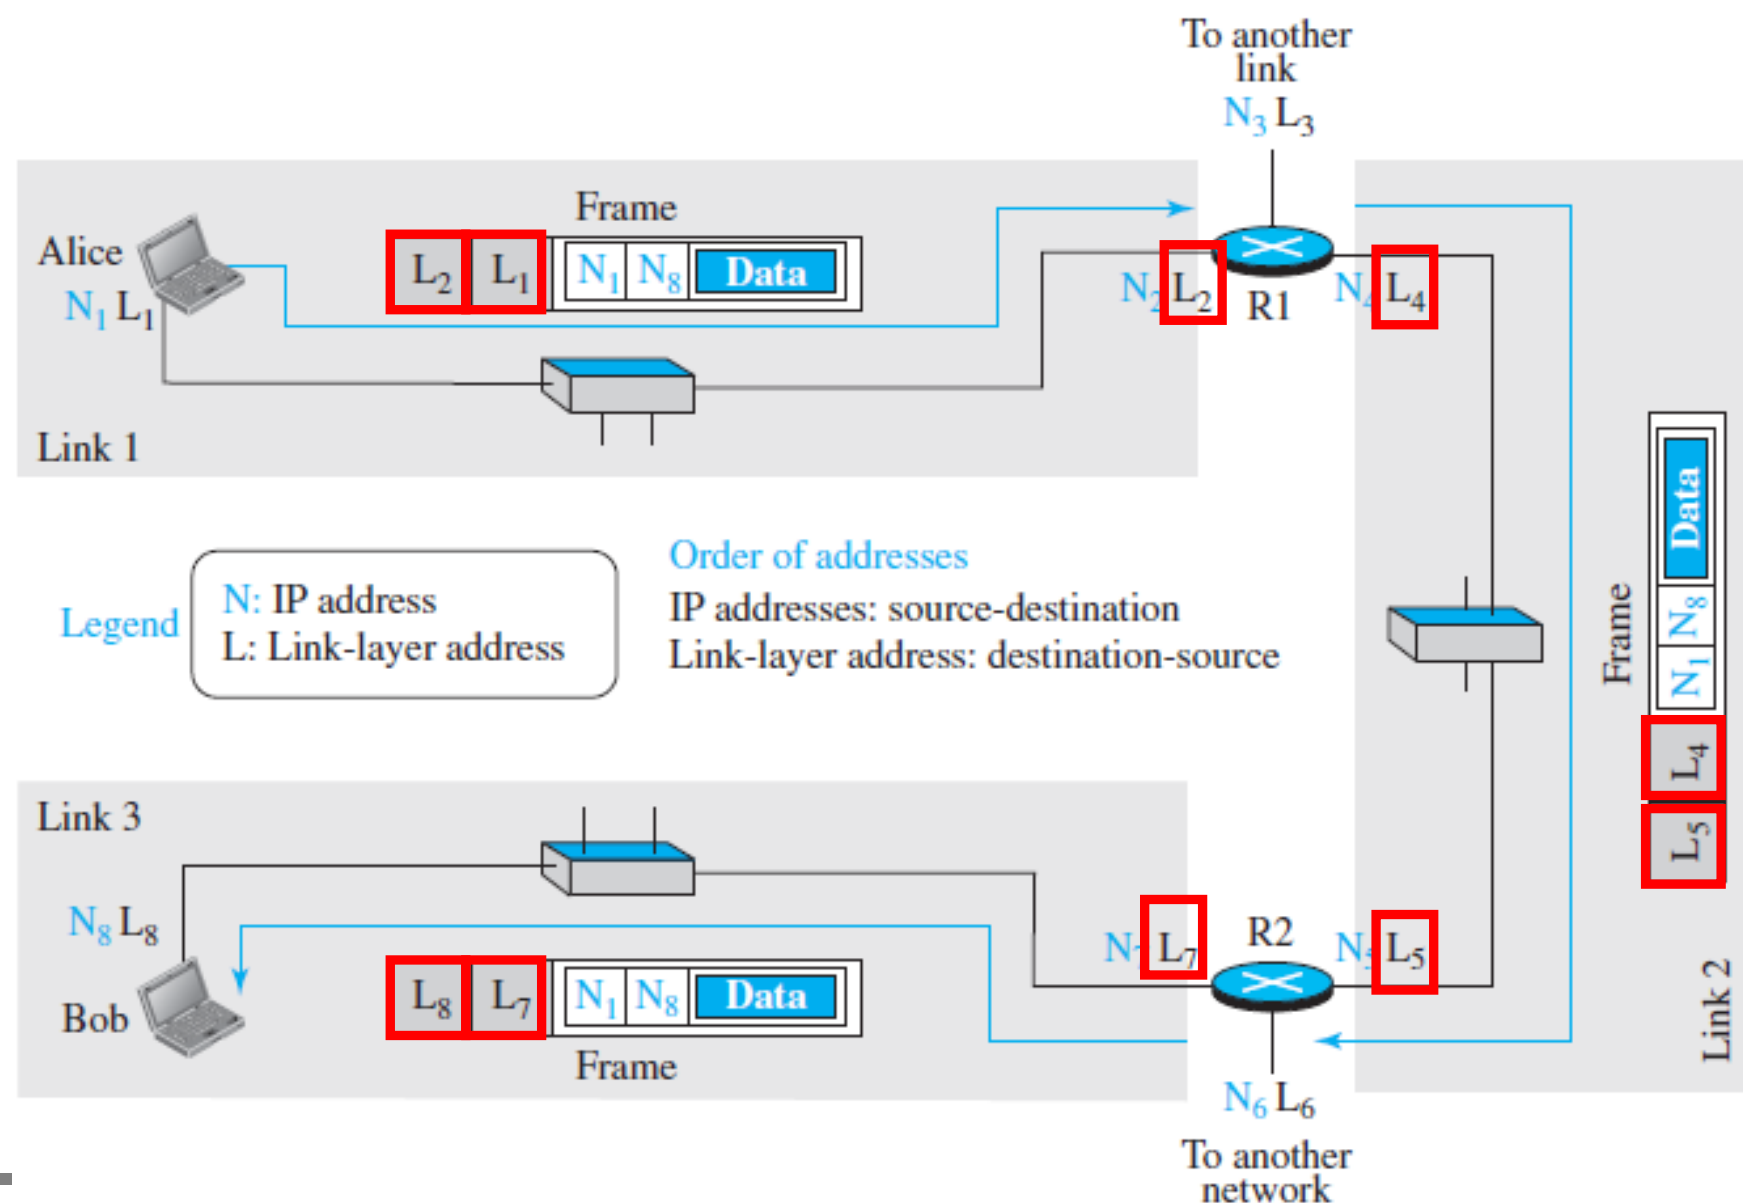 To another
link
N₃ L₃
Frame
Alice
N₁ L₁
L₂ L₁ N₁ N₈ Data
N₂ L₂
R1
N₄ L₄
Link 1
Legend
N: IP address
L: Link-layer address
Order of addresses
IP addresses: source-destination
Link-layer address: destination-source
Frame
L₅ L₄ N₁ N₈ Data
Link 2
Link 3
N₈ L₈
Bob
L₈ L₇ N₁ N₈ Data
Frame
N₇ L₇
R2
N₅ L₅
N₆ L₆
To another
network